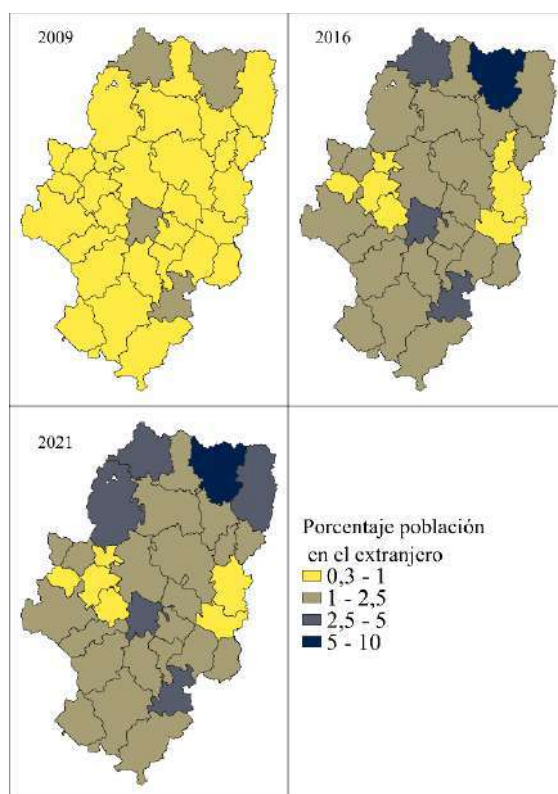 2009
2016
2021
Porcentaje población
en el extranjero
0,3 - 1
1 - 2,5
2,5 - 5
5 - 10